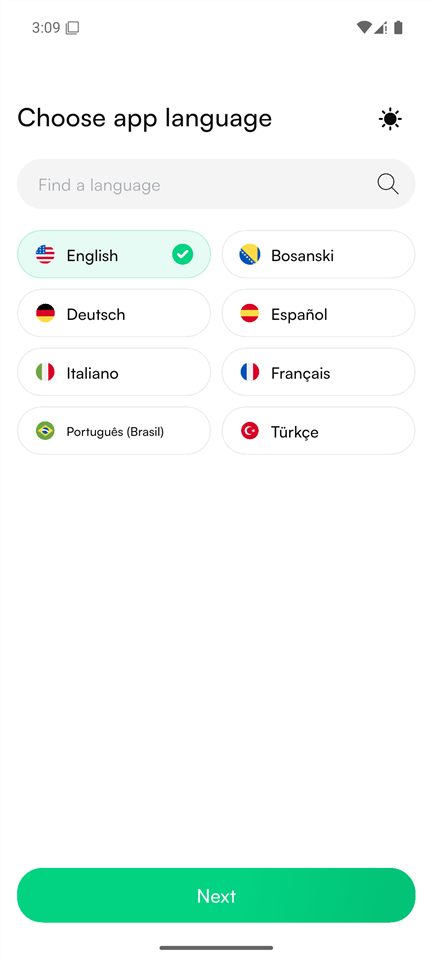 3:09
Choose app language
Find a language
English
Bosanski
Deutsch
Español
Italiano
Français
Português (Brasil)
Türkçe
Next